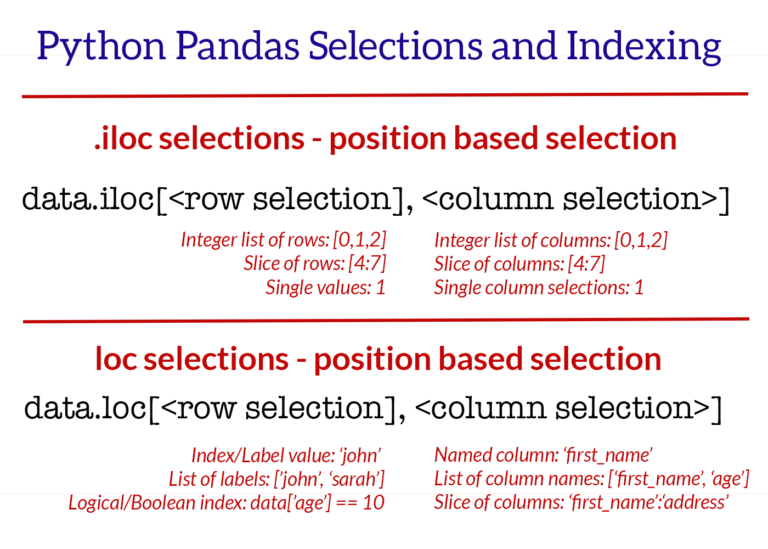 Python Pandas Selections and Indexing
.iloc selections - position based selection
data.iloc[<row selection], <column selection>]
Integer list of rows: [0,1,2]
Slice of rows: [4:7]
Single values: 1
Integer list of columns: [0,1,2]
Slice of columns: [4:7]
Single column selections: 1
loc selections - position based selection
data.loc[<row selection], <column selection>]
Index/Label value: ‘john’
List of labels: [‘john’, ‘sarah’]
Logical/Boolean index: data[‘age’] == 10
Named column: ‘first_name’
List of column names: [‘first_name’, ‘age’]
Slice of columns: ‘first_name’:‘address’